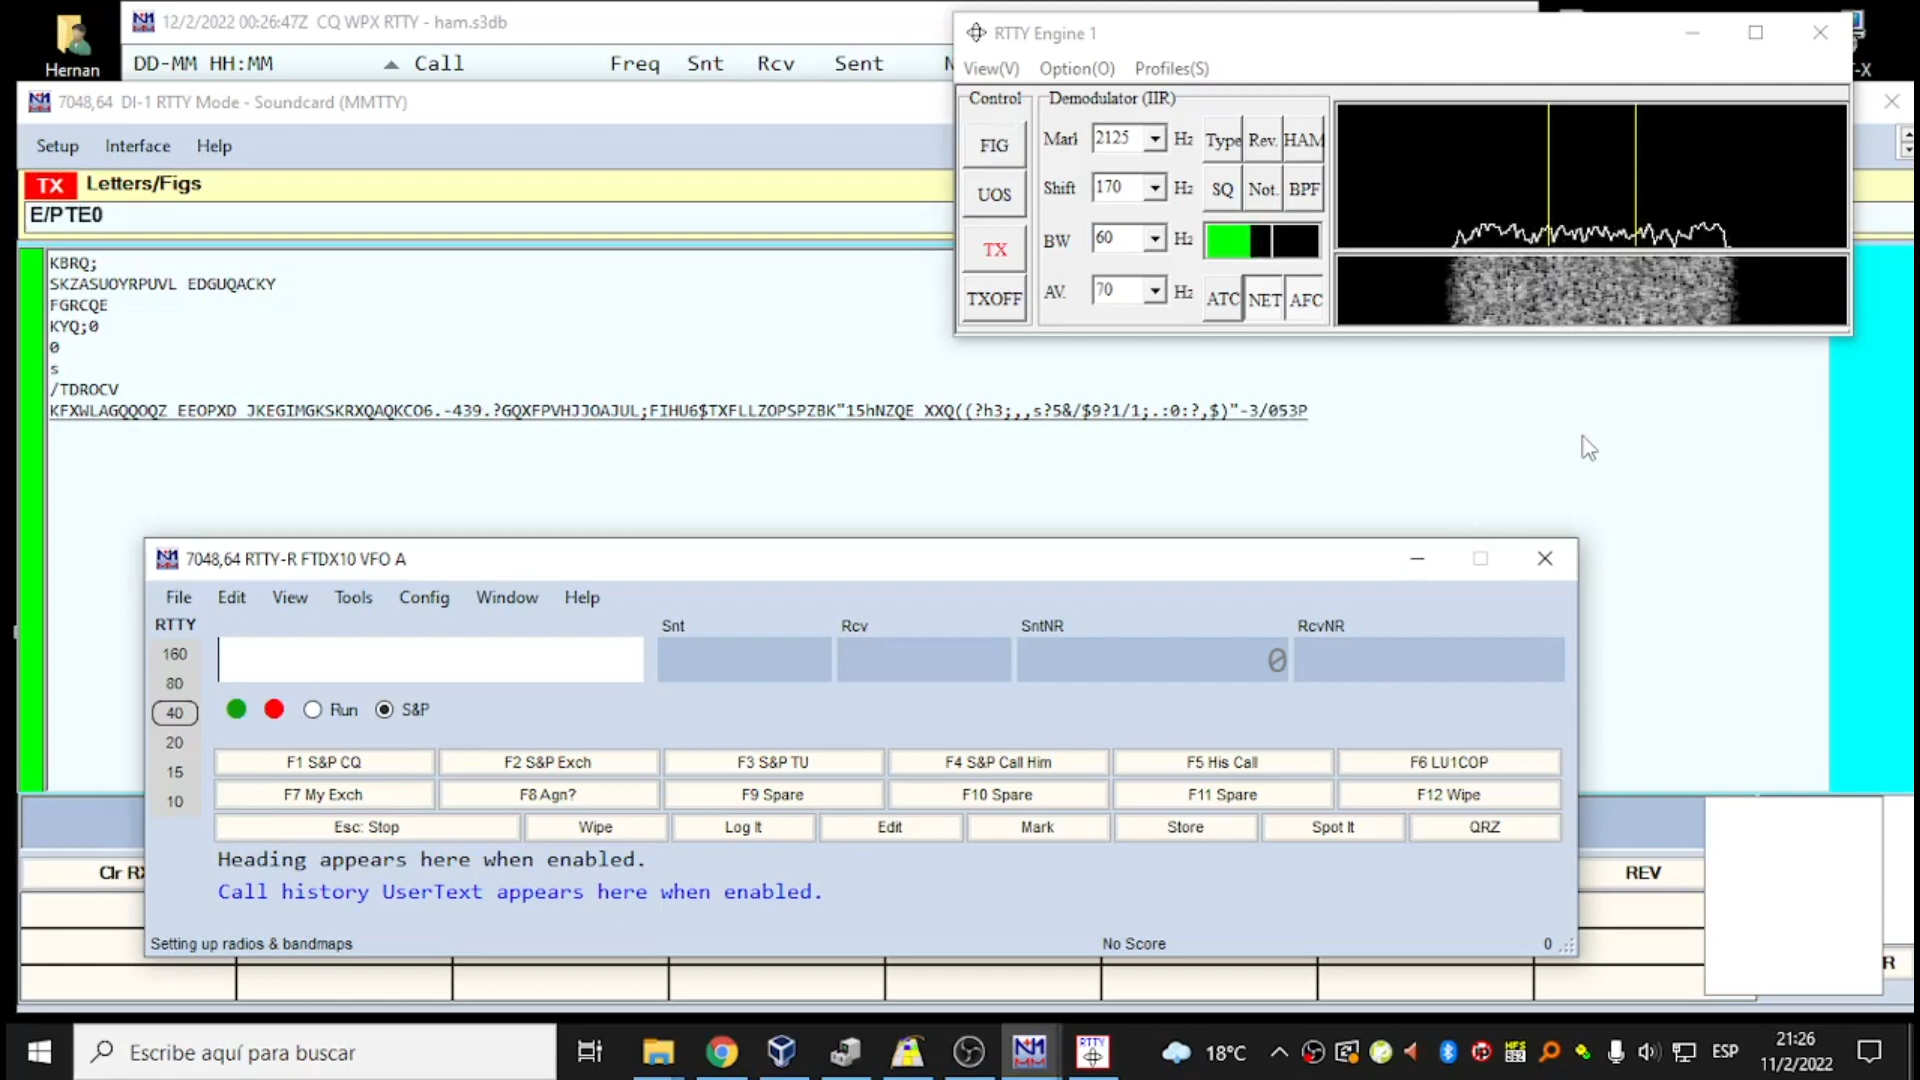 Hernan
12/2/2022 00:26:47Z CQ WPX RTTY - ham.s3db
DD-MM HH:MM Call Freq Snt Rcv Sent
7048,64 DI-1 RTTY Mode - Soundcard (MMTTY)
Setup Interface Help
TX Letters/Figs
E/PTE0
KBRQ;
SKZASUOYRPUVL EDGUQACKY
FGRCQE
KYQ;0
0
s
/TDROCV
KFXWLAGQQOQZ EEOPXD JKEGIMGKSKRXQAQKCO6.-439.?GQXFPVHJJOAJUL;FIHU6$TXFLLZOPSPZBK"15hNZQE XXQ((?h3;,,s?5&/$9?1/1;.:0:?,$)"-3/053P
RTTY Engine 1
View(V) Option(O) Profiles(S)
Control Demodulator (IIR)
FIG Mark 2125 Hz Type Rev. HAM
UOS Shift 170 Hz SQ Not. BPF
TX BW 60 Hz
TXOFF AV. 70 Hz ATC NET AFC
-X
7048,64 RTTY-R FTDX10 VFO A
File Edit View Tools Config Window Help
RTTY Snt Rcv SntNR RcvNR
160 0
80
40 Run S&P
20
15
10
F1 S&P CQ F2 S&P Exch F3 S&P TU F4 S&P Call Him F5 His Call F6 LU1COP
F7 My Exch F8 Agn? F9 Spare F10 Spare F11 Spare F12 Wipe
Esc: Stop Wipe Log It Edit Mark Store Spot It QRZ
Heading appears here when enabled.
Call history UserText appears here when enabled.
Setting up radios & bandmaps No Score 0
Clr RX REV
R
Escribe aquí para buscar
RTTY
18°C
ESP
21:26
11/2/2022